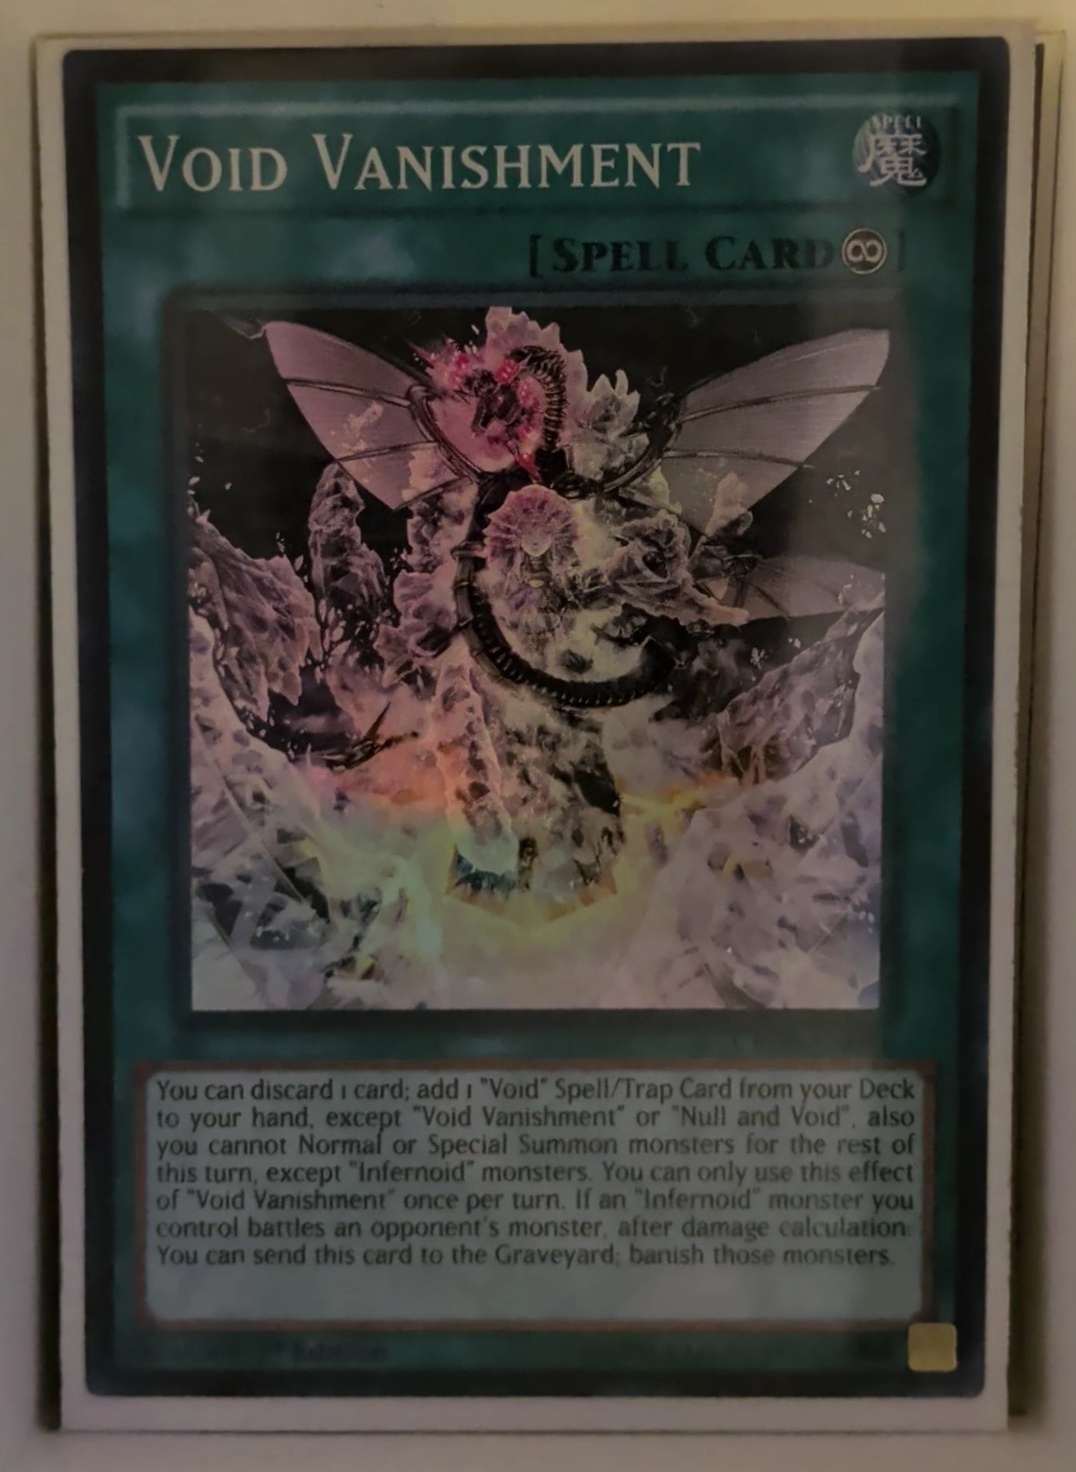 VOID VANISHMENT
SPELL
魔
[SPELL CARD∞]
You can discard 1 card; add 1 "Void" Spell/Trap Card from your Deck
to your hand, except "Void Vanishment" or "Null and Void", also
you cannot Normal or Special Summon monsters for the rest of
this turn, except "Infernoid" monsters. You can only use this effect
of "Void Vanishment" once per turn. If an "Infernoid" monster you
control battles an opponent's monster, after damage calculation:
You can send this card to the Graveyard; banish those monsters.
Edition